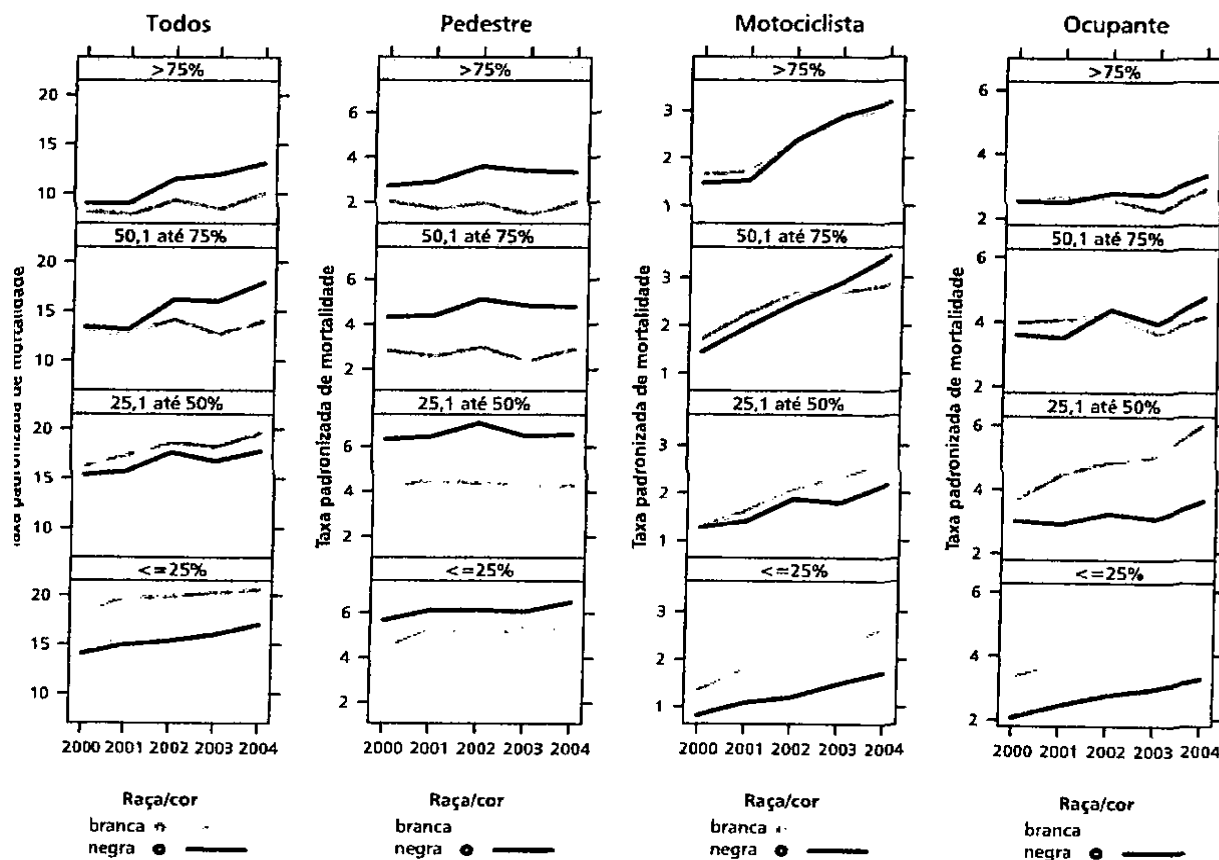 Todos
>75%
20
15
10
50,1 até 75%
20
15
10
25,1 até 50%
20
15
10
<=25%
20
15
10
Taxa padronizada de mortalidade
2000 2001 2002 2003 2004
Raça/cor
branca
negra
Pedestre
>75%
6
4
2
50,1 até 75%
6
4
2
25,1 até 50%
6
4
2
<=25%
6
4
2
Taxa padronizada de mortalidade
2000 2001 2002 2003 2004
Raça/cor
branca
negra
Motociclista
>75%
3
2
1
50,1 até 75%
3
2
1
25,1 até 50%
3
2
1
<=25%
3
2
1
Taxa padronizada de mortalidade
2000 2001 2002 2003 2004
Raça/cor
branca
negra
Ocupante
>75%
6
4
2
50,1 até 75%
6
4
2
25,1 até 50%
6
4
2
<=25%
6
4
2
Taxa padronizada de mortalidade
2000 2001 2002 2003 2004
Raça/cor
branca
negra